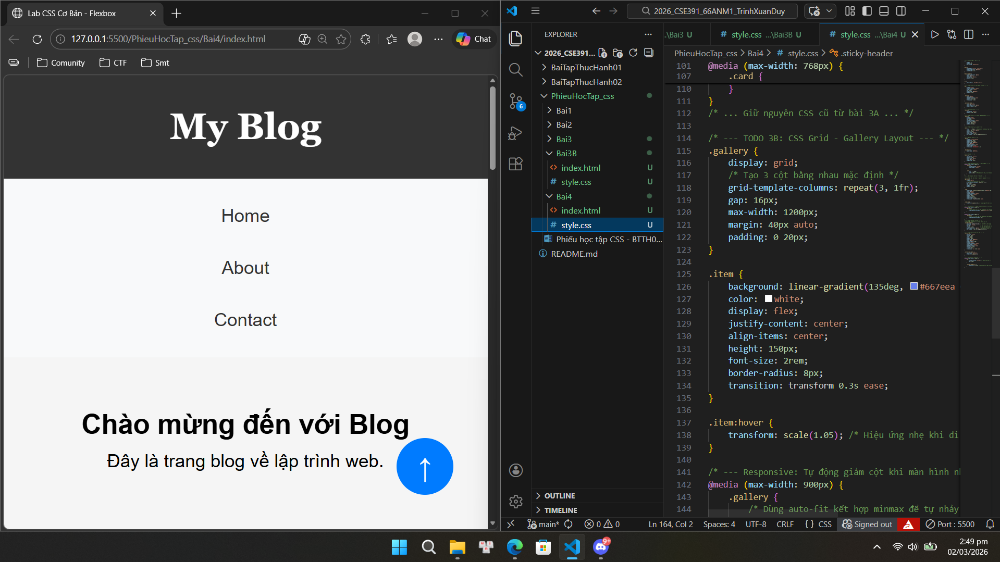 Lab CSS Cơ Bản - Flexbox
127.0.0.1:5500/PhieuHocTap_css/Bai4/index.html
Chat
Comunity
CTF
Smt
My Blog
Home
About
Contact
Chào mừng đến với Blog
Đây là trang blog về lập trình web.
↑
2026_CSE391_66ANM1_TrinhXuanDuy
EXPLORER
2026_CSE391...
BaiTapThucHanh01
BaiTapThucHanh02
PhieuHocTap_css
Bai1
Bai2
Bai3
Bai3B
index.html U
style.css U
Bai4
index.html U
style.css U
Phiếu học tập CSS - BTTH0...
README.md
OUTLINE
TIMELINE
6
...\Bai3 U
# style.css ...\Bai3B U
# style.css ...\Bai4 U
PhieuHocTap_css > Bai4 > # style.css > .sticky-header
101 @media (max-width: 768px) {
107 .card {
110 }
111 }
112 /* ... Giữ nguyên CSS cũ từ bài 3A ... */
113
114 /* --- TODO 3B: CSS Grid - Gallery Layout --- */
115 .gallery {
116 display: grid;
117 /* Tạo 3 cột bằng nhau mặc định */
118 grid-template-columns: repeat(3, 1fr);
119 gap: 16px;
120 max-width: 1200px;
121 margin: 40px auto;
122 padding: 0 20px;
123 }
124
125 .item {
126 background: linear-gradient(135deg, #667eea
127 color: white;
128 display: flex;
129 justify-content: center;
130 align-items: center;
131 height: 150px;
132 font-size: 2rem;
133 border-radius: 8px;
134 transition: transform 0.3s ease;
135 }
136
137 .item:hover {
138 transform: scale(1.05); /* Hiệu ứng nhẹ khi di
139 }
140
141 /* --- Responsive: Tự động giảm cột khi màn hình
142 @media (max-width: 900px) {
143 .gallery {
144 /* Dùng auto-fit kết hợp minmax để tự nhảy
main* 0 0 Ln 164, Col 2 Spaces: 4 UTF-8 CRLF { } CSS Signed out Port : 5500
9+
2:49 pm
02/03/2026